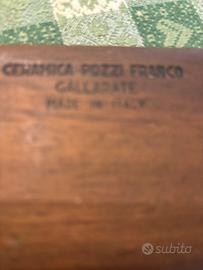 CERAMICA POZZI FRANCO
GALLARATE
MADE IN ITALY
subito